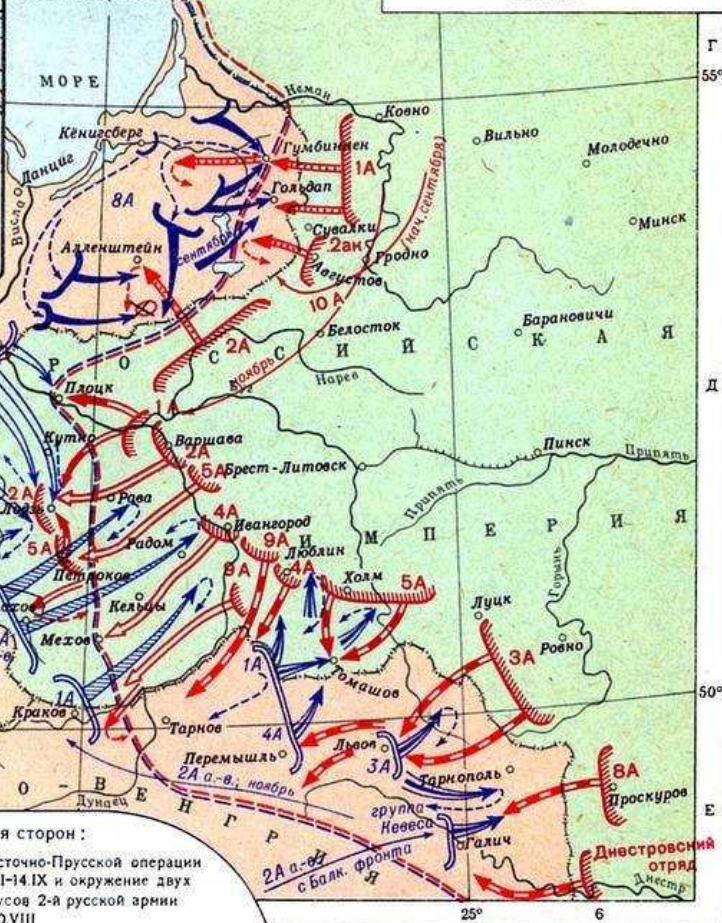 Г
55°
МОРЕ
Неман
Ковно
Кёнигсберг
Гумбиннен
Вильно
Молодечно
Данциг
1А
8А
Гольдап
(нач. сентября)
Висла
Минск
Сувалки
Алленштейн
сентябрь
2ак
Гродно
Августов
10 А
Барановичи
Белосток
2А
Р О С С И Й С К А Я
ноябрь
Нарев
Буг
Д
Плоцк
1А
Кутно
Варшава
2А
Пинск
Припять
5А
Брест-Литовск
2А
Лодзь
Рава
Припять
4А
Ивангород
И М П Е Р И Я
5А
Радом
9А
Люблин
Петроков
9А
4А
Холм
5А
Горынь
Кельцы
Луцк
Мехов
Ровно
1А
3А
Томашов
50°
1А
Краков
Тарнов
4А
Львов
Перемышль
3А
Тарнополь
8А
2А а.-в., ноябрь
Проскуров
О - В Е Н Г Р И Я
Дунаец
группа
Кевеса
Е
Галич
Днестровский
отряд
2А а.-в.
с Балк. фронта
Днестр
я сторон:
сточно-Прусской операции
I-14.IX и окружение двух
усов 2-й русской армии
0.VIII
25°
6